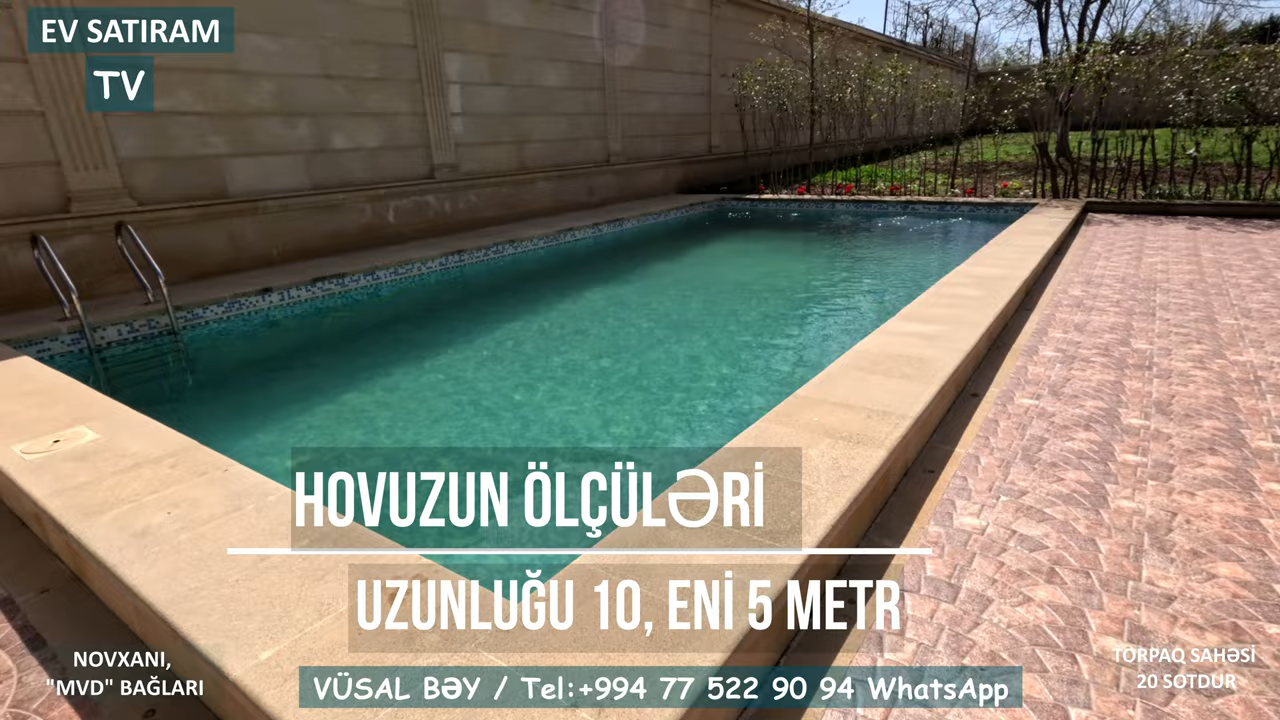 EV SATIRAM
TV
HOVUZUN ÖLÇÜLƏRİ
UZUNLUĞU 10, ENİ 5 METR
NOVXANI,
"MVD" BAĞLARI
TORPAQ SAHƏSİ
20 SOTDUR
VÜSAL BƏY / Tel:+994 77 522 90 94 WhatsApp